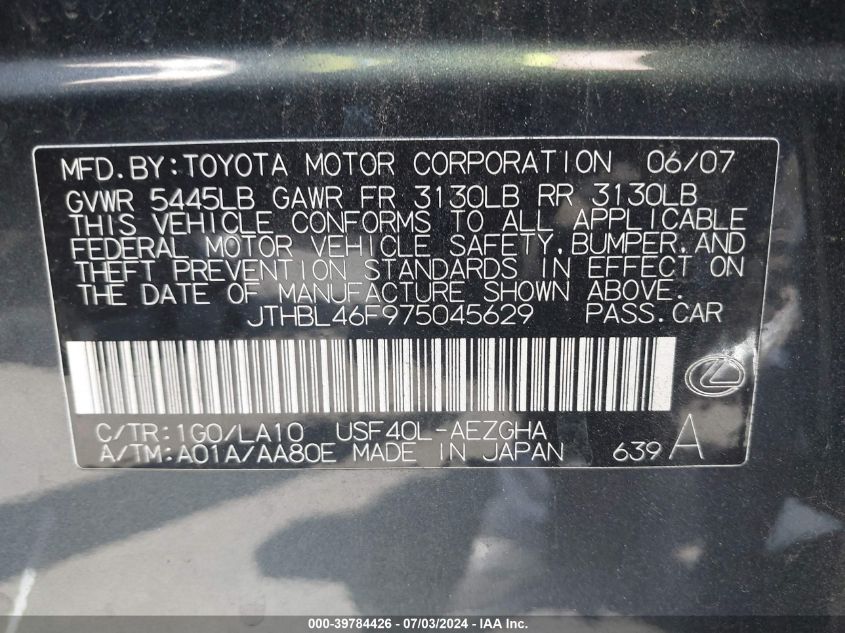 MFD. BY: TOYOTA MOTOR CORPORATION 06/07
GVWR 5445LB GAWR FR 3130LB RR 3130LB
THIS VEHICLE CONFORMS TO ALL APPLICABLE
FEDERAL MOTOR VEHICLE SAFETY, BUMPER, AND
THEFT PREVENTION STANDARDS IN EFFECT ON
THE DATE OF MANUFACTURE SHOWN ABOVE.
JTHBL46F975045629 PASS. CAR
C/TR: 1G0/LA10 USF40L-AEZGHA
A/TM: A01A/AA80E MADE IN JAPAN 639 A
000-39784426 - 07/03/2024 - IAA Inc.